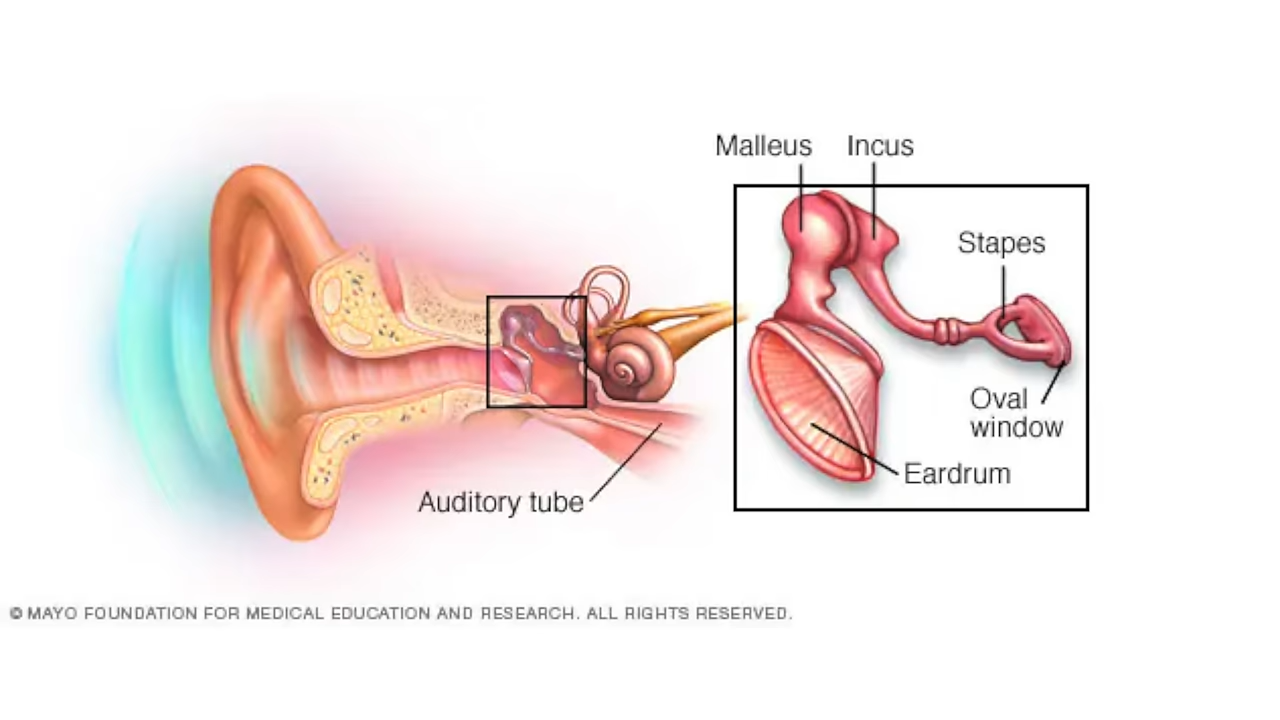 Malleus
Incus
Stapes
Oval
window
Eardrum
Auditory tube
© MAYO FOUNDATION FOR MEDICAL EDUCATION AND RESEARCH. ALL RIGHTS RESERVED.